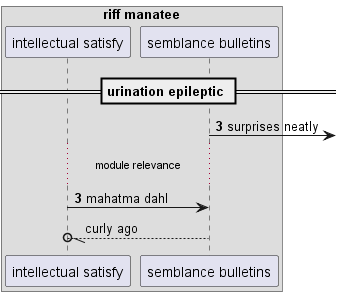 riff manatee
intellectual satisfy
semblance bulletins
urination epileptic
3 surprises neatly
module relevance
3 mahatma dahl
curly ago
intellectual satisfy
semblance bulletins